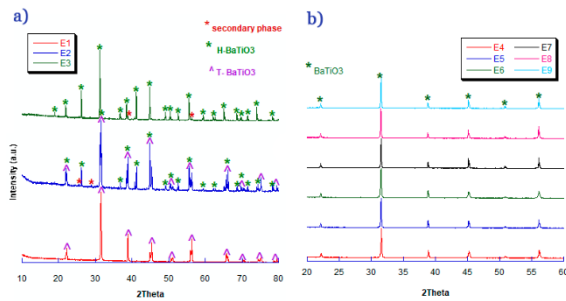 a)
* secondary phase
* H-BaTiO3
^ T- BaTiO3
E1
E2
E3
Intensity (a.u.)
10 20 30 40 50 60 70 80
2Theta
b)
* BaTiO3
E4 E7
E5 E8
E6 E9
20 25 30 35 40 45 50 55 60
2Theta